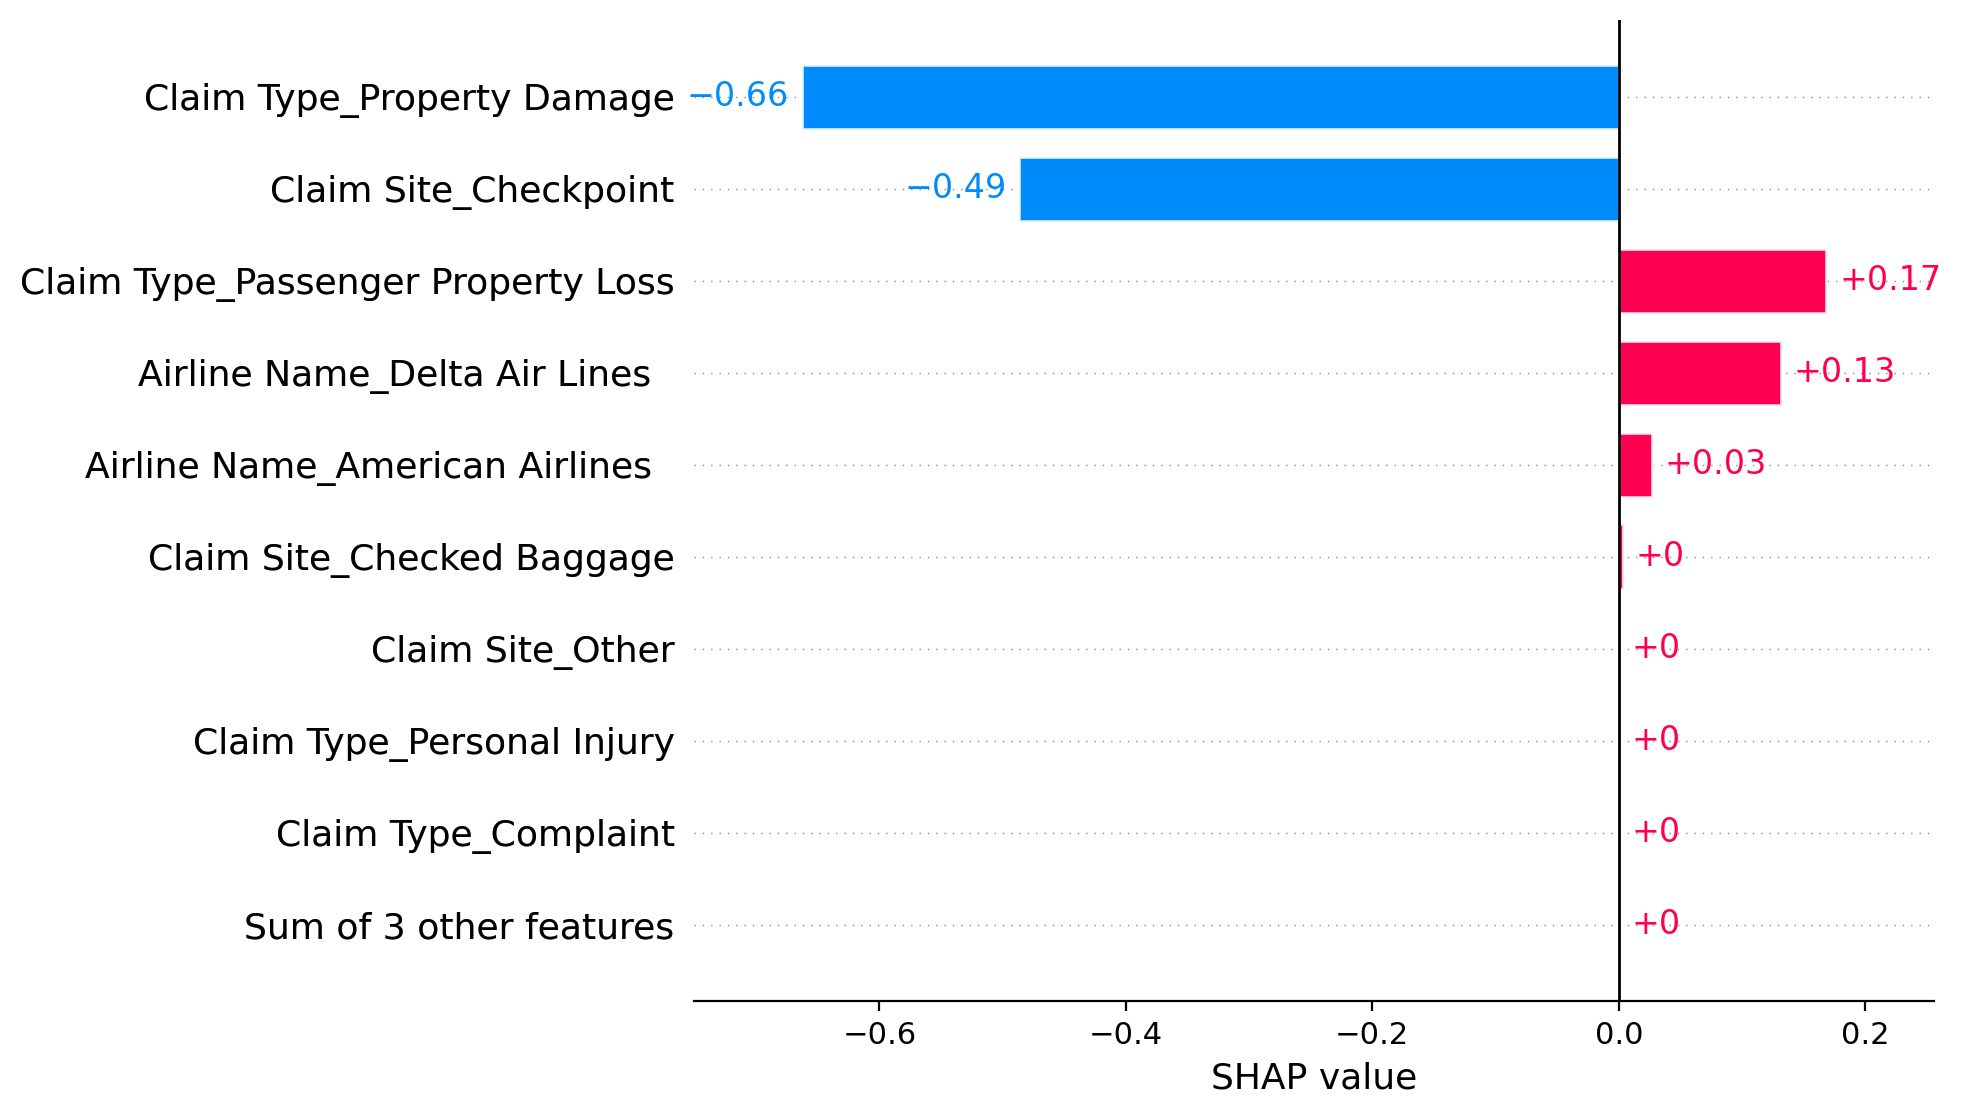 Claim Type_Property Damage −0.66
Claim Site_Checkpoint −0.49
Claim Type_Passenger Property Loss +0.17
Airline Name_Delta Air Lines +0.13
Airline Name_American Airlines +0.03
Claim Site_Checked Baggage +0
Claim Site_Other +0
Claim Type_Personal Injury +0
Claim Type_Complaint +0
Sum of 3 other features +0
−0.6 −0.4 −0.2 0.0 0.2
SHAP value